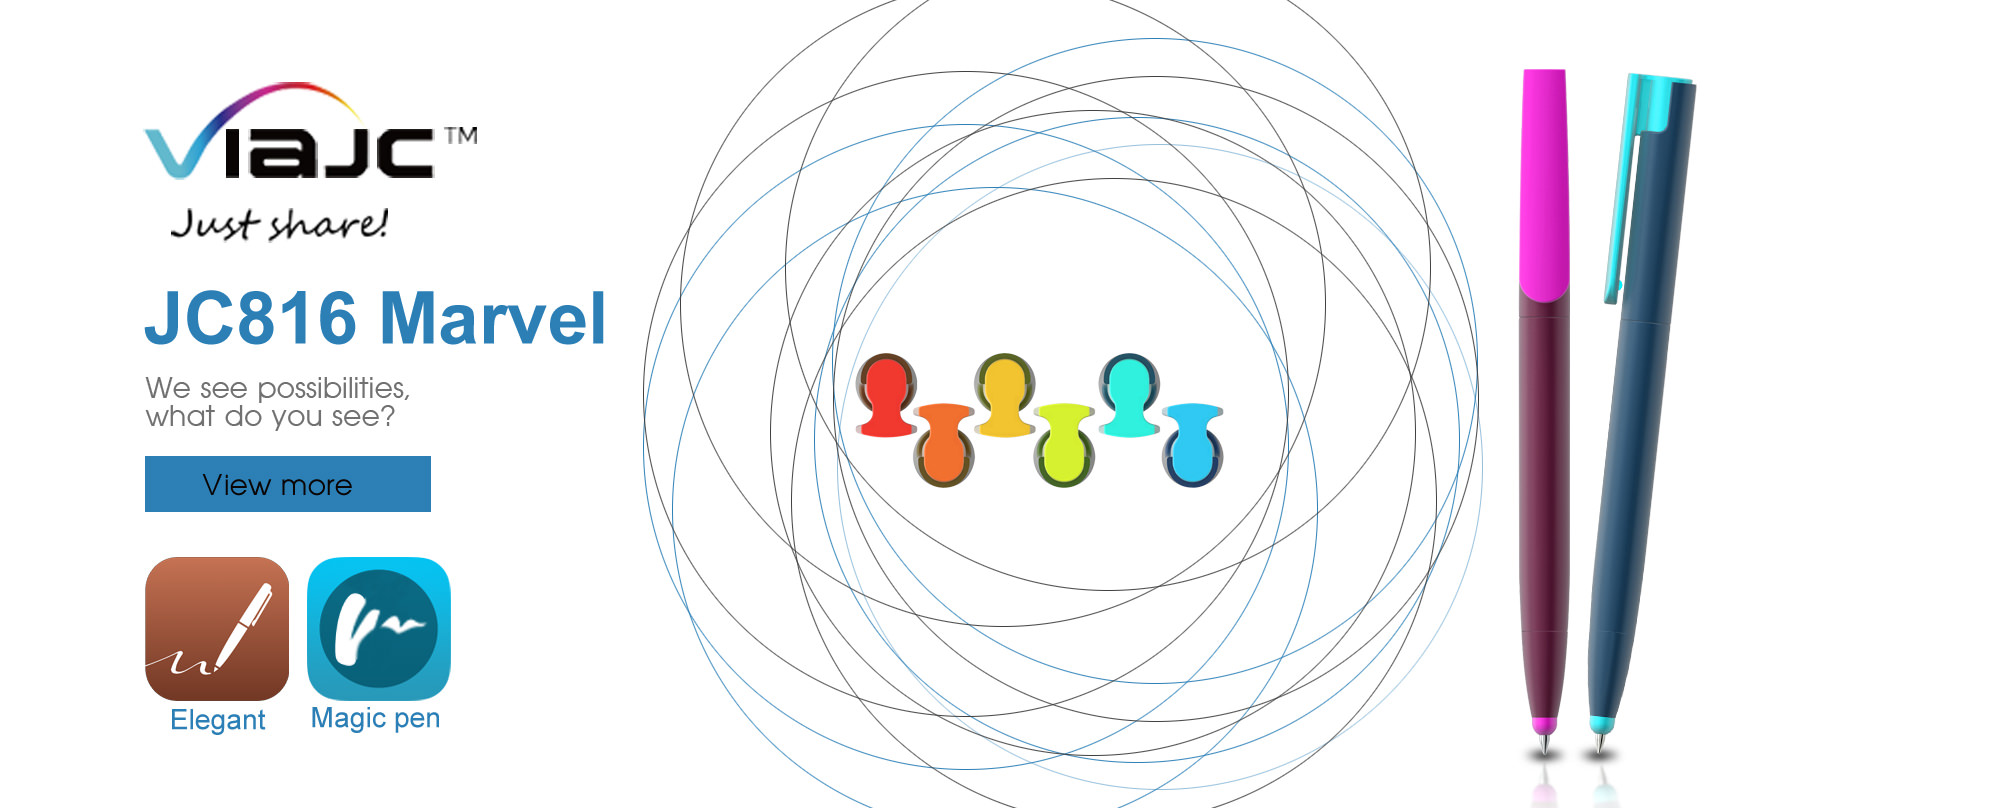 VIAJC™
Just share!
JC816 Marvel
We see possibilities,
what do you see?
View more
Elegant
Magic pen